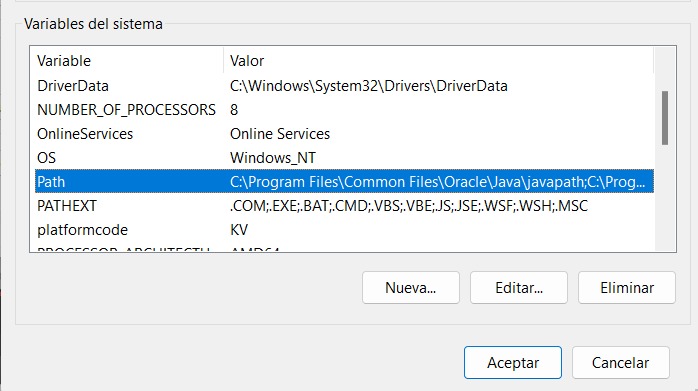 Variables del sistema
Variable Valor
DriverData C:\Windows\System32\Drivers\DriverData
NUMBER_OF_PROCESSORS 8
OnlineServices Online Services
OS Windows_NT
Path C:\Program Files\Common Files\Oracle\Java\javapath;C:\Prog...
PATHEXT .COM;.EXE;.BAT;.CMD;.VBS;.VBE;.JS;.JSE;.WSF;.WSH;.MSC
platformcode KV
PROCESSOR_ARCHITECTU AMD64
Nueva... Editar... Eliminar
Aceptar Cancelar